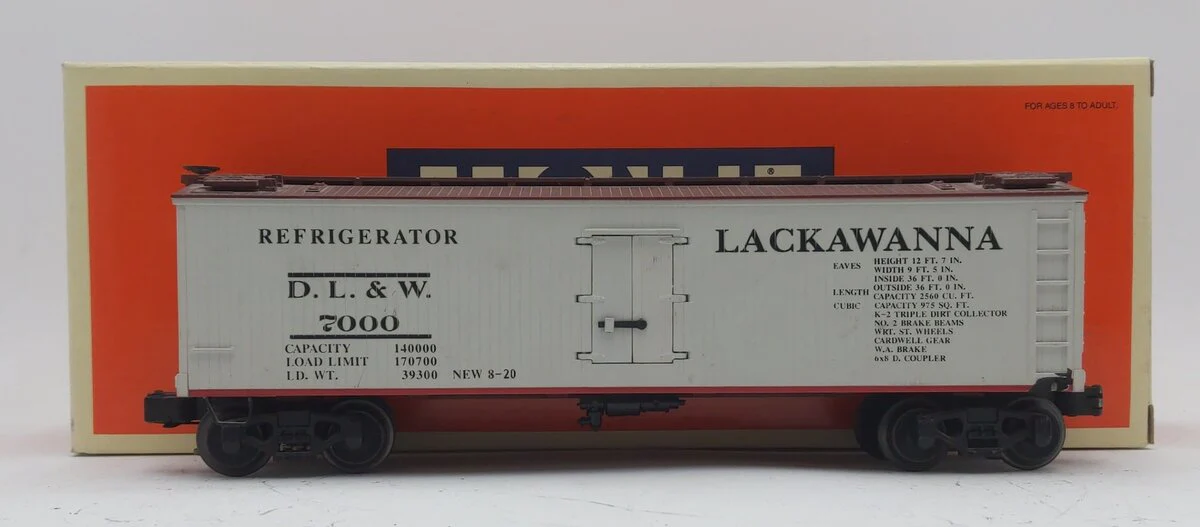 FOR AGES 8 TO ADULT.
®
REFRIGERATOR
D. L. & W.
7000
CAPACITY 140000
LOAD LIMIT 170700
LD. WT. 39300 NEW 8-20
LACKAWANNA
EAVES HEIGHT 12 FT. 7 IN.
WIDTH 9 FT. 5 IN.
INSIDE 36 FT. 0 IN.
LENGTH OUTSIDE 36 FT. 0 IN.
CUBIC CAPACITY 2560 CU. FT.
CAPACITY 975 SQ. FT.
K-2 TRIPLE DIRT COLLECTOR
NO. 2 BRAKE BEAMS
WRT. ST. WHEELS
CARDWELL GEAR
W.A. BRAKE
6x8 D. COUPLER